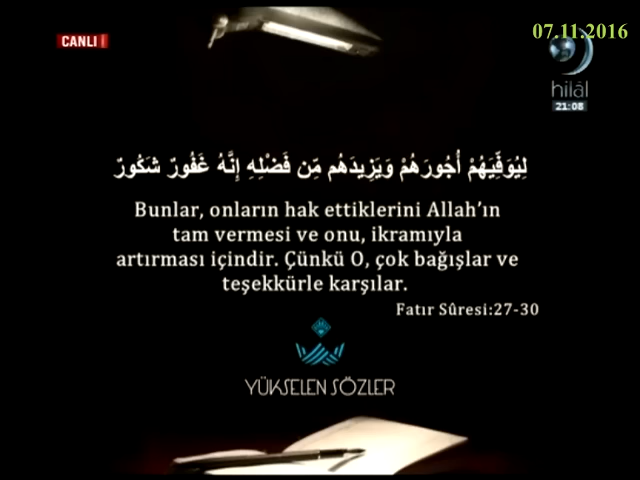 07.11.2016
CANLI
hilâl
21:08
لِيُوَفِّيَهُمْ أُجُورَهُمْ وَيَزِيدَهُم مِّن فَضْلِهِ إِنَّهُ غَفُورٌ شَكُورٌ
Bunlar, onların hak ettiklerini Allah’ın
tam vermesi ve onu, ikramıyla
artırması içindir. Çünkü O, çok bağışlar ve
teşekkürle karşılar.
Fatır Sûresi:27-30
YÜKSELEN SÖZLER